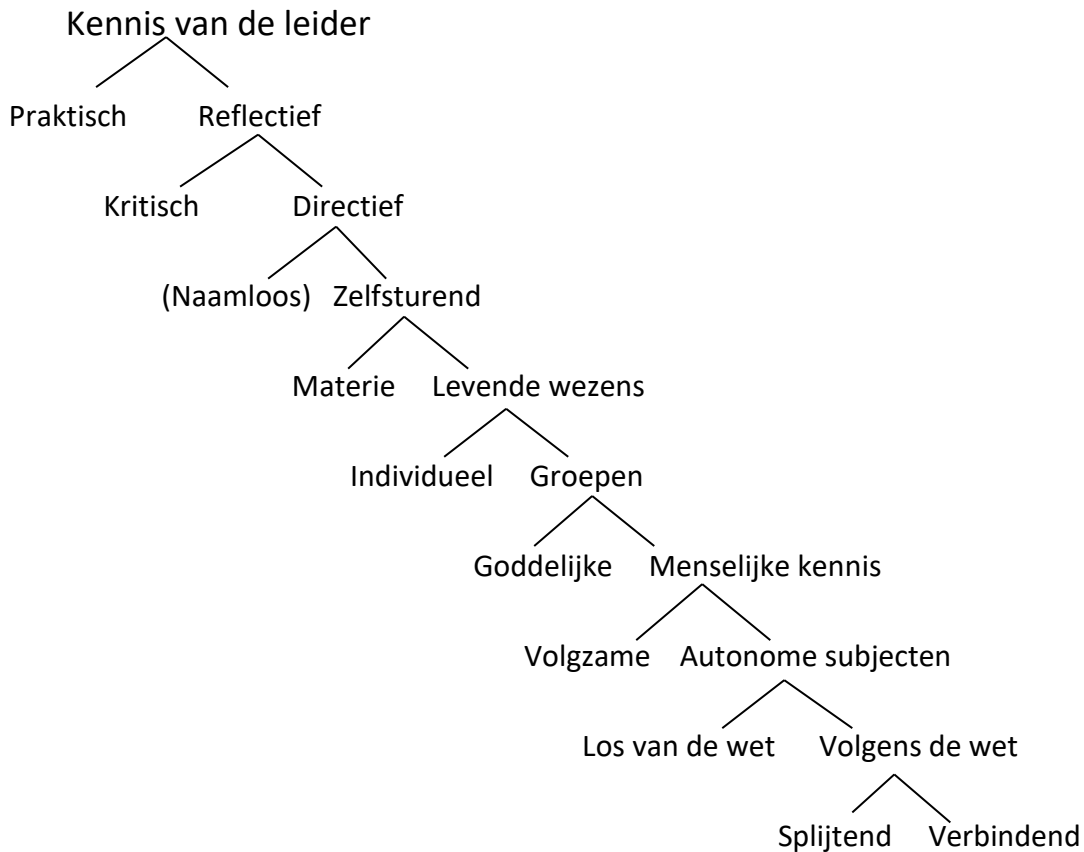 Kennis van de leider
Praktisch Reflectief
Kritisch Directief
(Naamloos) Zelfsturend
Materie Levende wezens
Individueel Groepen
Goddelijke Menselijke kennis
Volgzame Autonome subjecten
Los van de wet Volgens de wet
Splijtend Verbindend